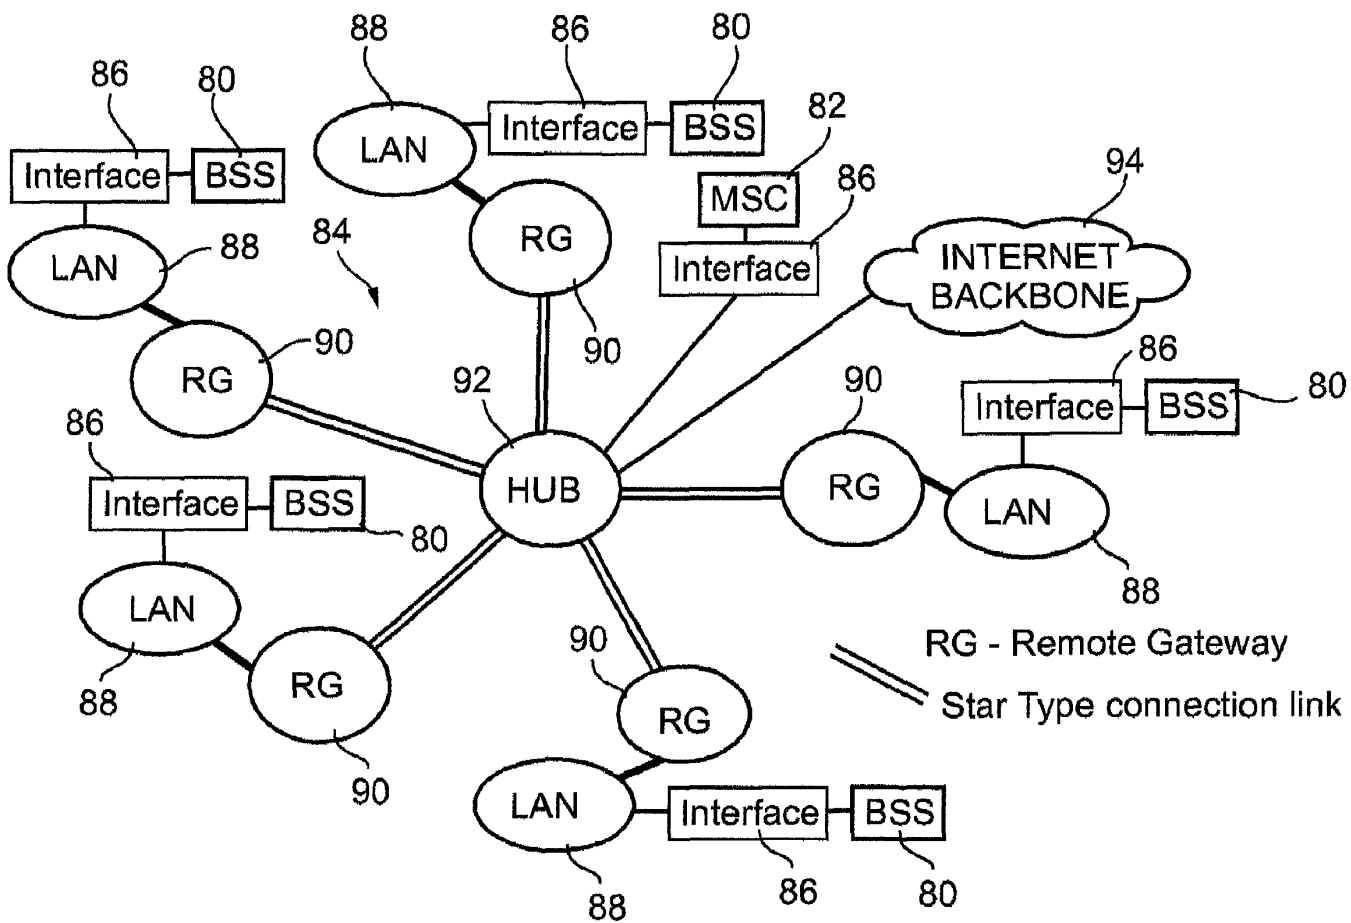 88
86
80
86
80
LAN
Interface
BSS
82
Interface
BSS
MSC
86
94
84
RG
88
LAN
Interface
INTERNET
BACKBONE
90
90
86
RG
92
90
Interface
BSS
80
86
HUB
RG
LAN
Interface
BSS
80
88
LAN
90
RG - Remote Gateway
88
RG
RG
Star Type connection link
90
LAN
Interface
BSS
88
86
80